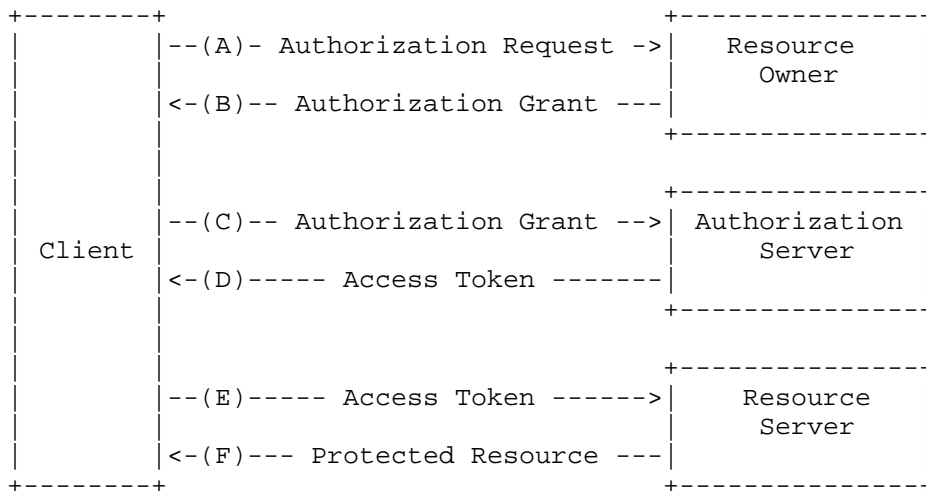 +--------+                               +---------------
|        |--(A)- Authorization Request ->|   Resource
|        |                               |     Owner
|        |<-(B)-- Authorization Grant ---|
|        |                               +---------------
|        |
|        |                               +---------------
|        |--(C)-- Authorization Grant -->| Authorization
| Client |                               |     Server
|        |<-(D)----- Access Token -------|
|        |                               +---------------
|        |
|        |                               +---------------
|        |--(E)----- Access Token ------>|    Resource
|        |                               |     Server
|        |<-(F)--- Protected Resource ---|
+--------+                               +---------------